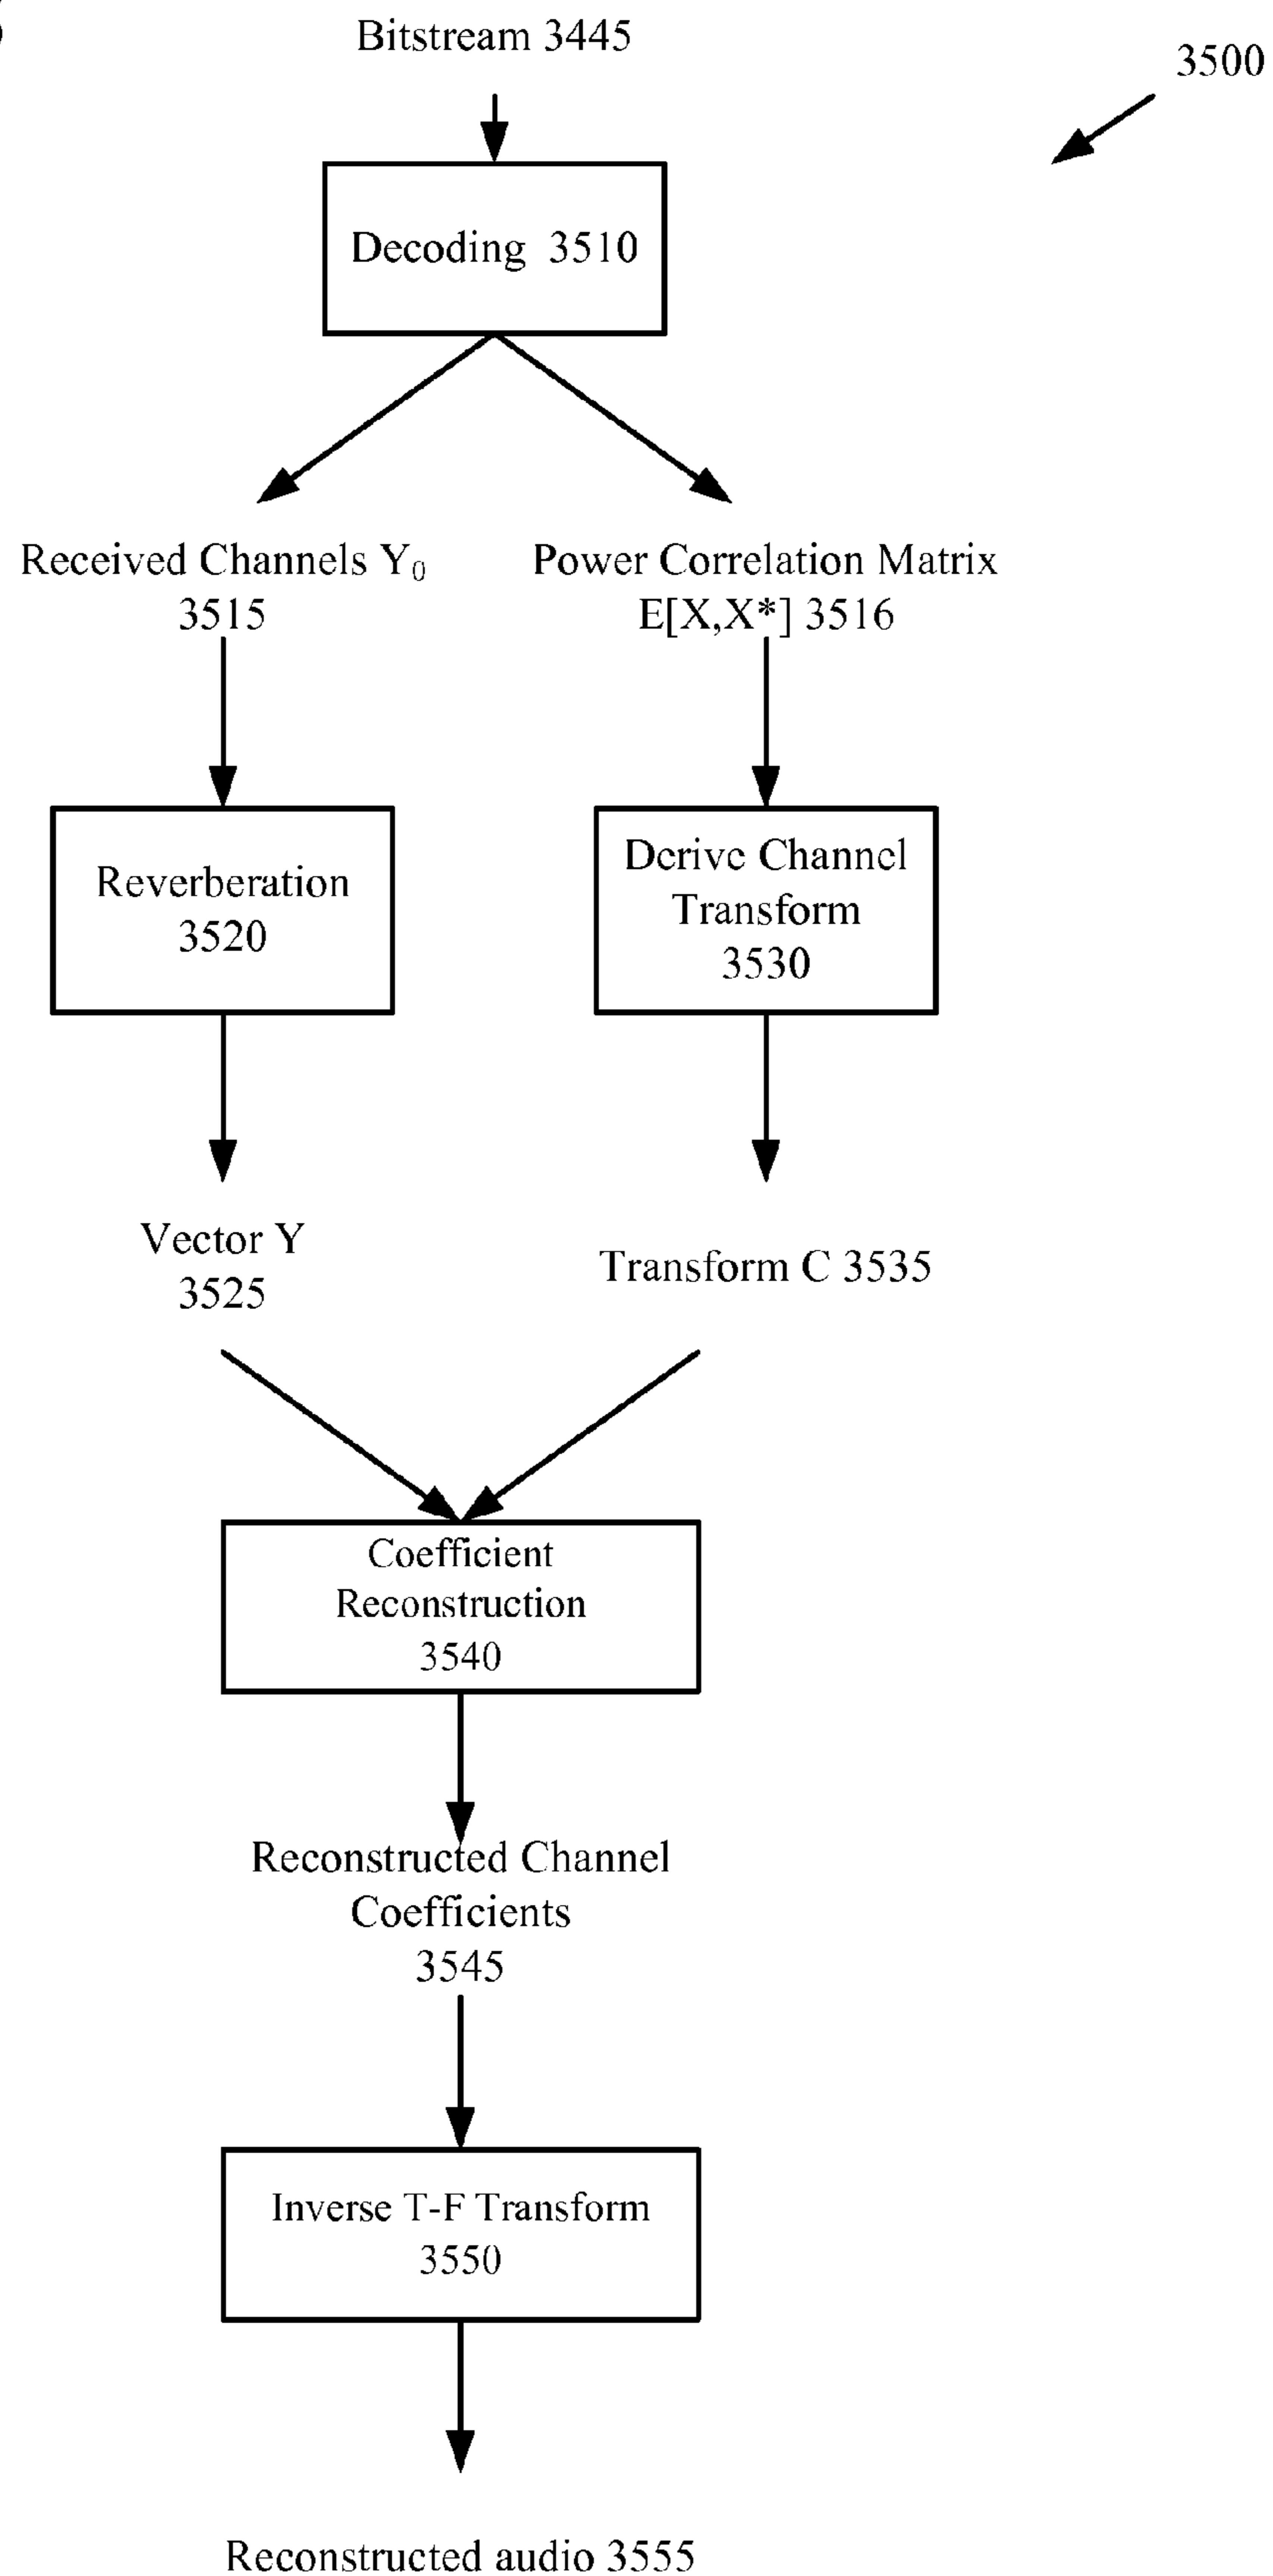 Bitstream 3445
3500
Decoding 3510
Received Channels Y₀
3515
Power Correlation Matrix
E[X,X*] 3516
Reverberation
3520
Derive Channel
Transform
3530
Vector Y
3525
Transform C 3535
Coefficient
Reconstruction
3540
Reconstructed Channel
Coefficients
3545
Inverse T-F Transform
3550
Reconstructed audio 3555